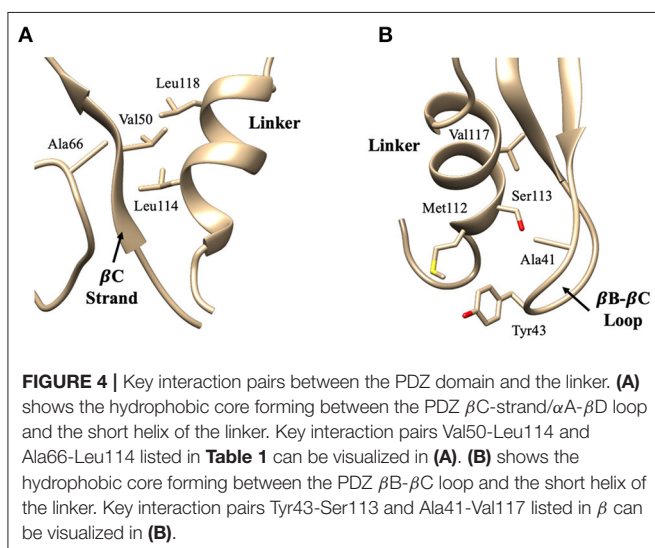 A
B
Leu118
Val50
Linker
Ala66
Leu114
βC
Strand
Val117
Linker
Ser113
Met112
Ala41
βB-βC
Loop
Tyr43
FIGURE 4 | Key interaction pairs between the PDZ domain and the linker. (A)
shows the hydrophobic core forming between the PDZ βC-strand/αA-βD loop
and the short helix of the linker. Key interaction pairs Val50-Leu114 and
Ala66-Leu114 listed in Table 1 can be visualized in (A). (B) shows the
hydrophobic core forming between the PDZ βB-βC loop and the short helix of
the linker. Key interaction pairs Tyr43-Ser113 and Ala41-Val117 listed in β can
be visualized in (B).